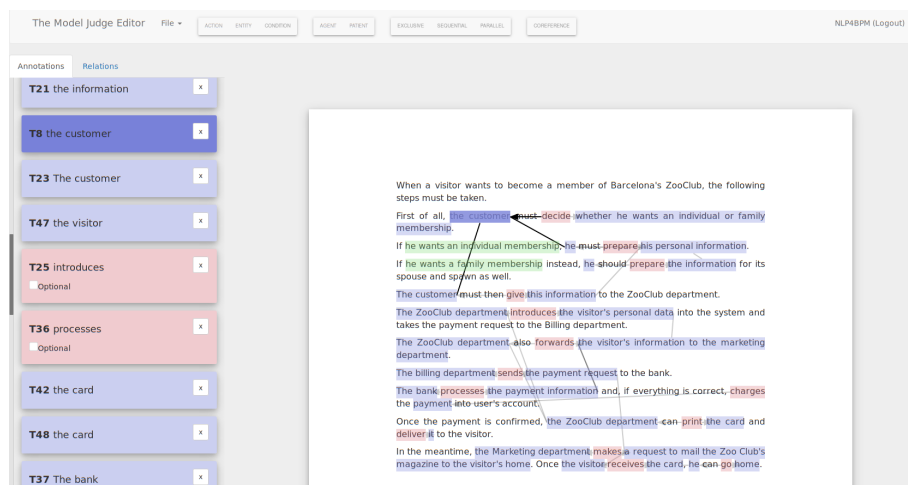 The Model Judge Editor File ACTION ENTITY CONDITION AGENT PATIENT EXCLUSIVE SEQUENTIAL PARALLEL COREFERENCE NLP4BPM (Logout)
Annotations Relations
T21 the information x
T8 the customer x
T23 The customer x
T47 the visitor x
T25 introduces x
Optional
T36 processes x
Optional
T42 the card x
T48 the card x
T37 The bank x
When a visitor wants to become a member of Barcelona's ZooClub, the following
steps must be taken.
First of all, the customer must decide whether he wants an individual or family
membership.
If he wants an individual membership, he must prepare his personal information.
If he wants a family membership instead, he should prepare the information for its
spouse and spawn as well.
The customer must then give this information to the ZooClub department.
The ZooClub department introduces the visitor's personal data into the system and
takes the payment request to the Billing department.
The ZooClub department also forwards the visitor's information to the marketing
department.
The billing department sends the payment request to the bank.
The bank processes the payment information and, if everything is correct, charges
the payment into user's account.
Once the payment is confirmed, the ZooClub department can print the card and
deliver it to the visitor.
In the meantime, the Marketing department makes a request to mail the Zoo Club's
magazine to the visitor's home. Once the visitor receives the card, he can go home.